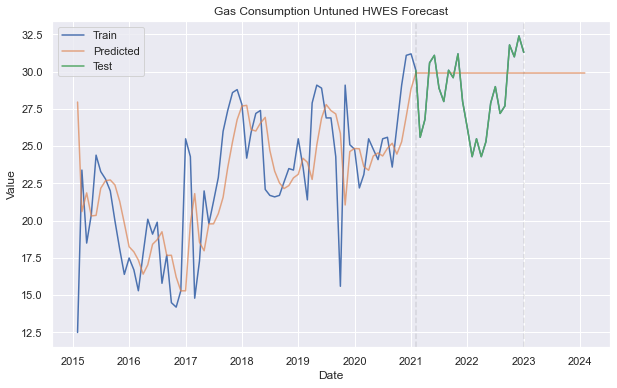 Gas Consumption Untuned HWES Forecast
Train
Predicted
Test
32.5
30.0
27.5
25.0
22.5
20.0
17.5
15.0
12.5
Value
2015 2016 2017 2018 2019 2020 2021 2022 2023 2024
Date